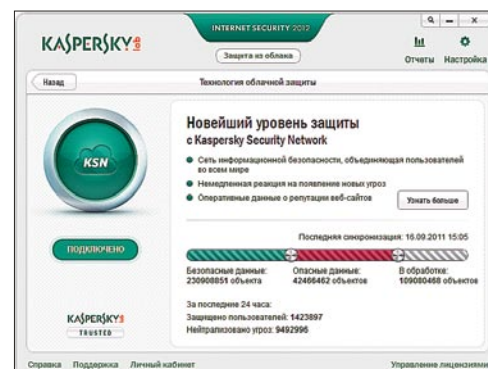 KASPERSKY lab
INTERNET SECURITY 2012
Защита из облака
Отчеты Настройка
Назад
Технология облачной защиты
KSN
ПОДКЛЮЧЕНО
KASPERSKY
TRUSTED
Новейший уровень защиты
с Kaspersky Security Network
Сеть информационной безопасности, объединяющая пользователей
во всем мире
Немедленная реакция на появление новых угроз
Оперативные данные о репутации веб-сайтов
Узнать больше
Последняя синхронизация: 16.09.2011 15:05
Безопасные данные: Опасные данные: В обработке:
230908851 объекта 42466462 объектов 109080468 объектов
За последние 24 часа:
Защищено пользователей: 1423897
Нейтрализовано угроз: 9492996
Справка Поддержка Личный кабинет Управление лицензиями